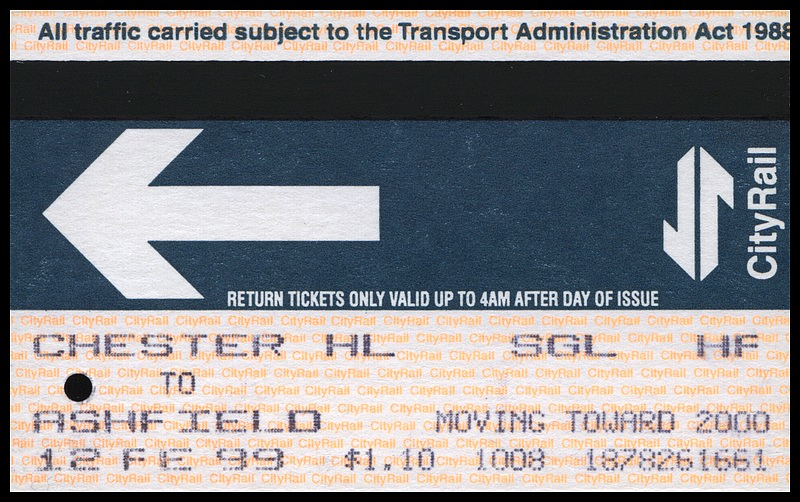 All traffic carried subject to the Transport Administration Act 1988
CityRail
RETURN TICKETS ONLY VALID UP TO 4AM AFTER DAY OF ISSUE
CHESTER HL SGL HF
TO
ASHFIELD MOVING TOWARD 2000
12 FE 99 $1.10 1008 1878261661